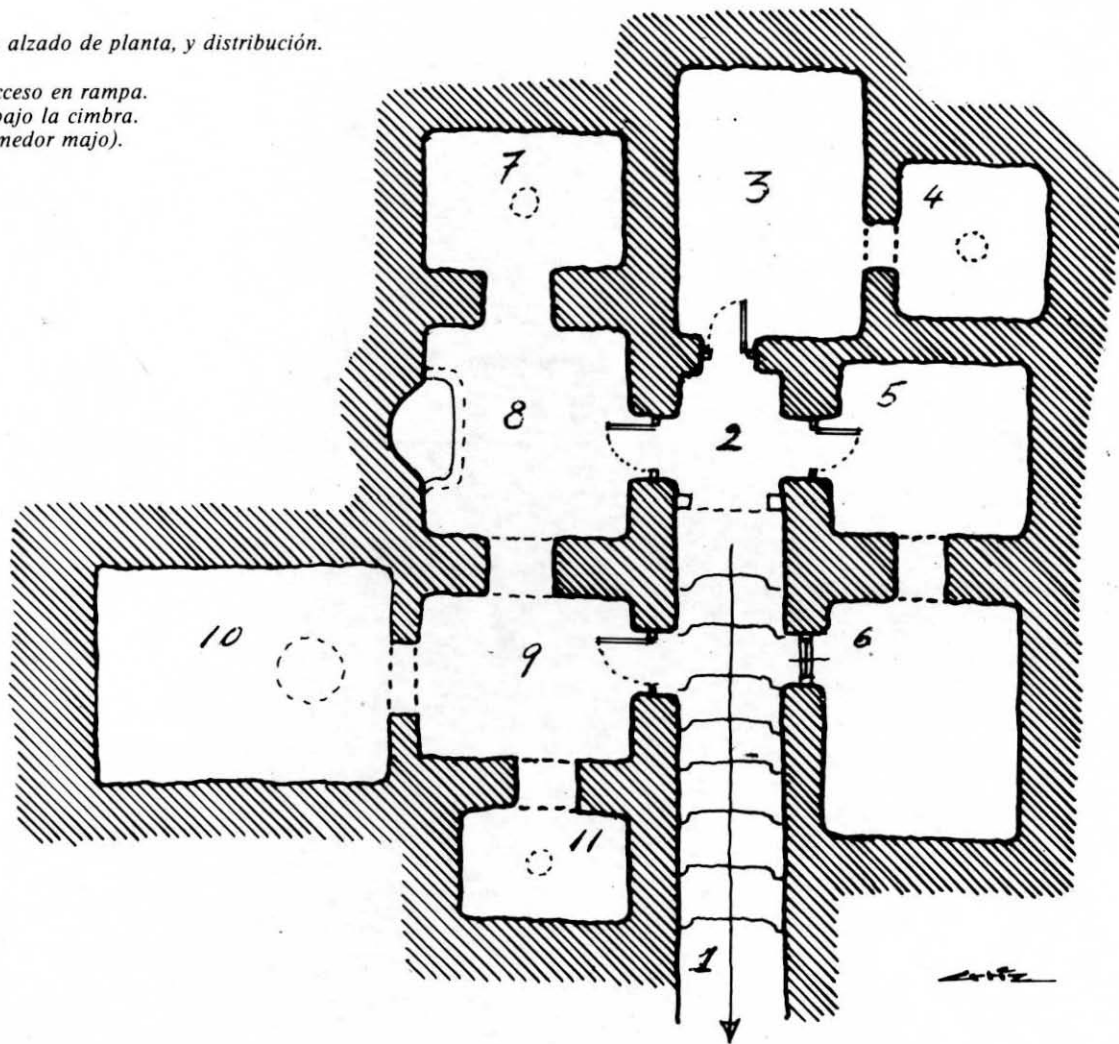 alzado de planta, y distribución.
cceso en rampa.
bajo la cimbra.
medor majo).
7
3
4
5
8
2
10
9
6
11
1